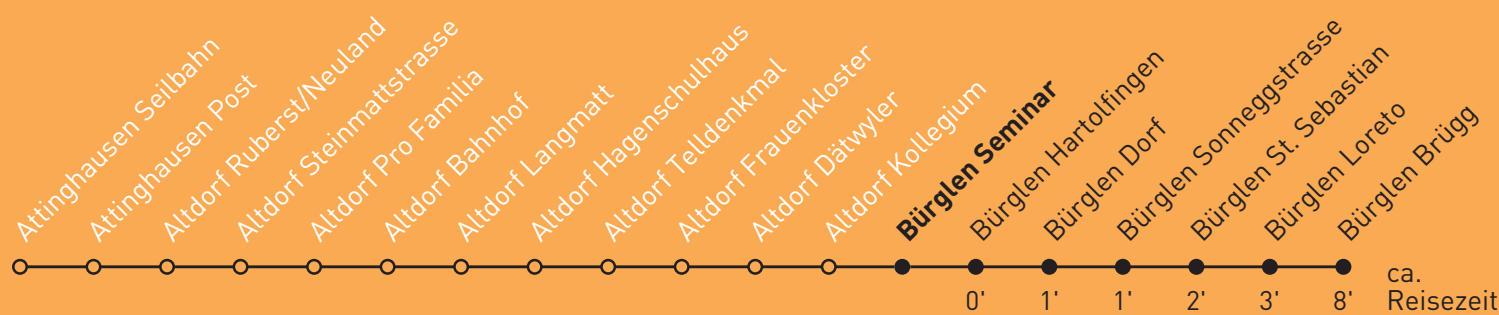 Attinghausen Seilbahn
Attinghausen Post
Altdorf Ruberst/Neuland
Altdorf Steinmattstrasse
Altdorf Pro Familia
Altdorf Bahnhof
Altdorf Langmatt
Altdorf Hagenschulhaus
Altdorf Telldenkmal
Altdorf Frauenkloster
Altdorf Dätwyler
Altdorf Kollegium
Bürglen Seminar
Bürglen Hartolfingen
Bürglen Dorf
Bürglen Sonneggstrasse
Bürglen St. Sebastian
Bürglen Loreto
Bürglen Brügg
0' 1' 1' 2' 3' 8'
ca.
Reisezeit